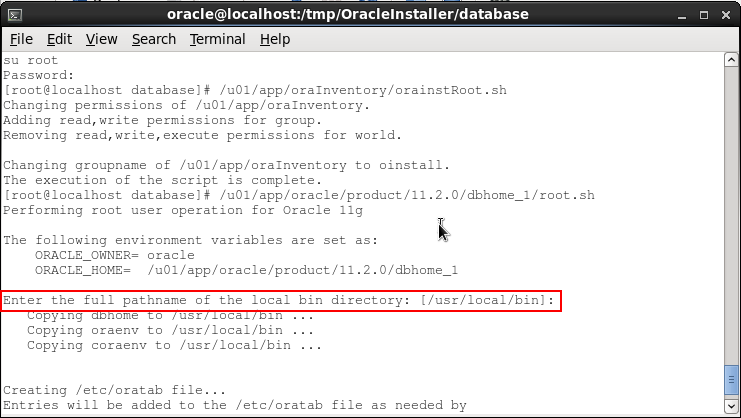 oracle@localhost:/tmp/OracleInstaller/database
File Edit View Search Terminal Help
su root
Password:
[root@localhost database]# /u01/app/oraInventory/orainstRoot.sh
Changing permissions of /u01/app/oraInventory.
Adding read,write permissions for group.
Removing read,write,execute permissions for world.

Changing groupname of /u01/app/oraInventory to oinstall.
The execution of the script is complete.
[root@localhost database]# /u01/app/oracle/product/11.2.0/dbhome_1/root.sh
Performing root user operation for Oracle 11g

The following environment variables are set as:
    ORACLE_OWNER= oracle
    ORACLE_HOME=  /u01/app/oracle/product/11.2.0/dbhome_1

Enter the full pathname of the local bin directory: [/usr/local/bin]:
   Copying dbhome to /usr/local/bin ...
   Copying oraenv to /usr/local/bin ...
   Copying coraenv to /usr/local/bin ...


Creating /etc/oratab file...
Entries will be added to the /etc/oratab file as needed by